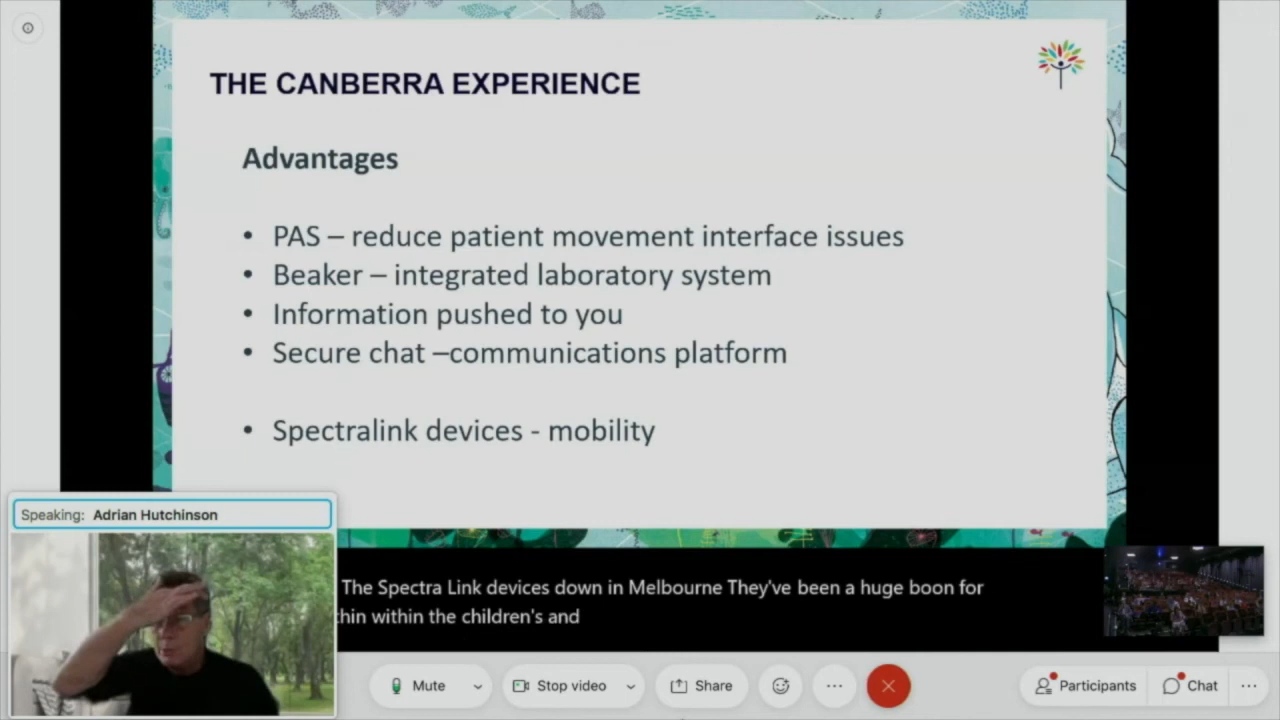 THE CANBERRA EXPERIENCE
Advantages
• PAS – reduce patient movement interface issues
• Beaker – integrated laboratory system
• Information pushed to you
• Secure chat –communications platform
• Spectralink devices - mobility
Speaking: Adrian Hutchinson
The Spectra Link devices down in Melbourne They've been a huge boon for
within the children's and
Mute
Stop video
Share
Participants
Chat